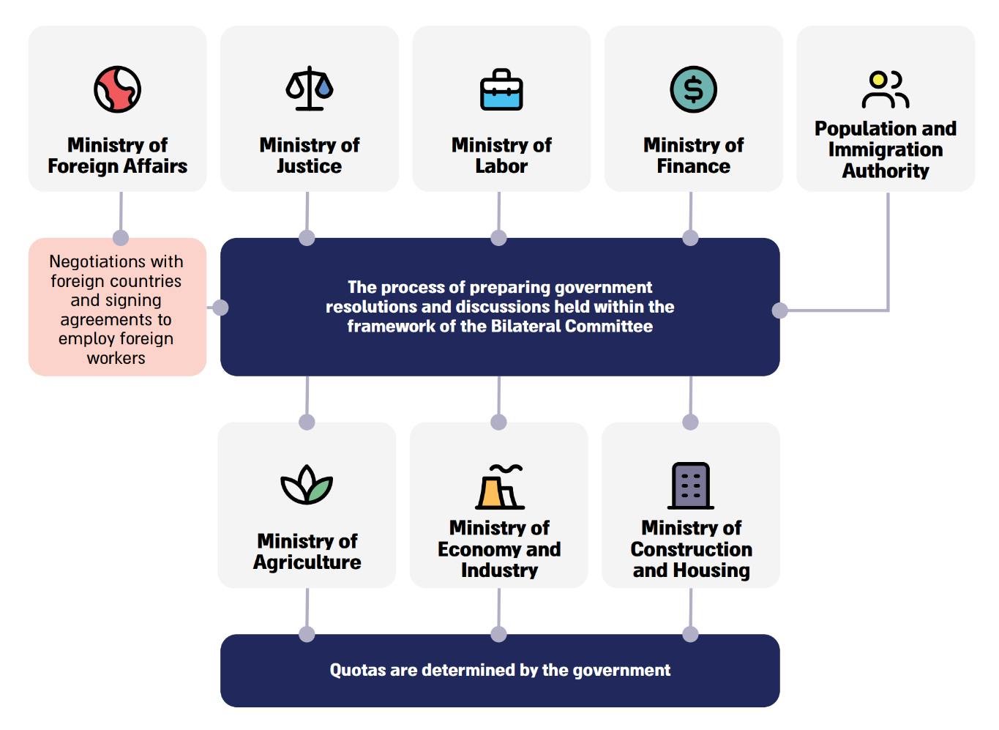 Ministry of
Foreign Affairs
Ministry of
Justice
Ministry of
Labor
Ministry of
Finance
Population and
Immigration
Authority
Negotiations with
foreign countries
and signing
agreements to
employ foreign
workers
The process of preparing government
resolutions and discussions held within the
framework of the Bilateral Committee
Ministry of
Agriculture
Ministry of
Economy and
Industry
Ministry of
Construction
and Housing
Quotas are determined by the government